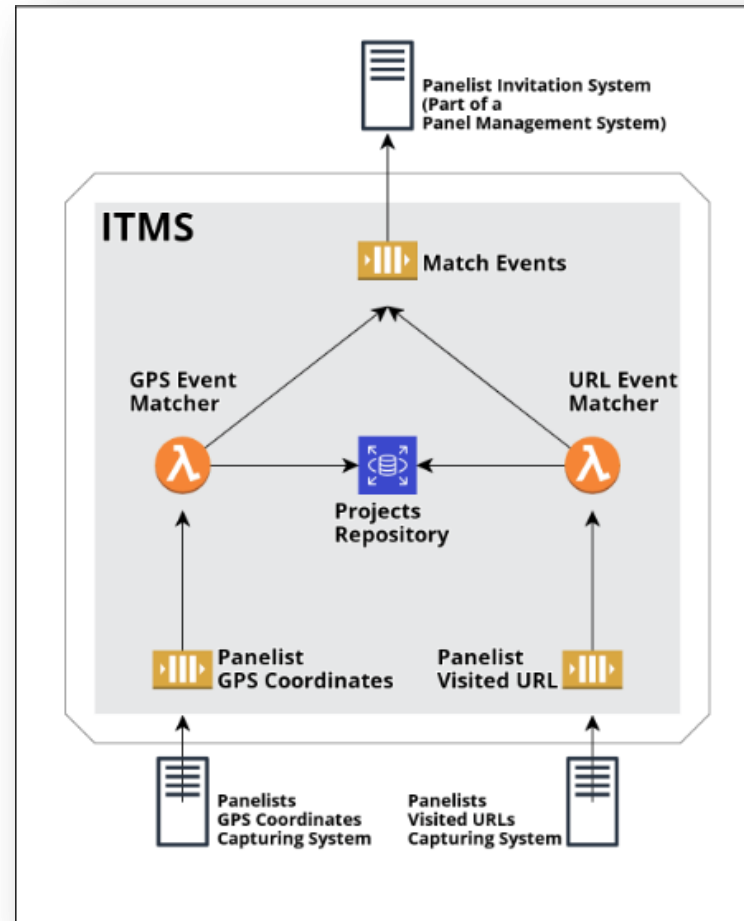 Panelist Invitation System
(Part of a
Panel Management System)
ITMS
Match Events
GPS Event
Matcher
URL Event
Matcher
λ
λ
Projects
Repository
Panelist
GPS Coordinates
Panelist
Visited URL
Panelists
GPS Coordinates
Capturing System
Panelists
Visited URLs
Capturing System